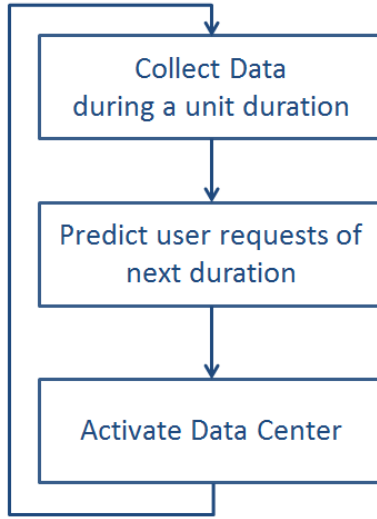 Collect Data
during a unit duration
Predict user requests of
next duration
Activate Data Center